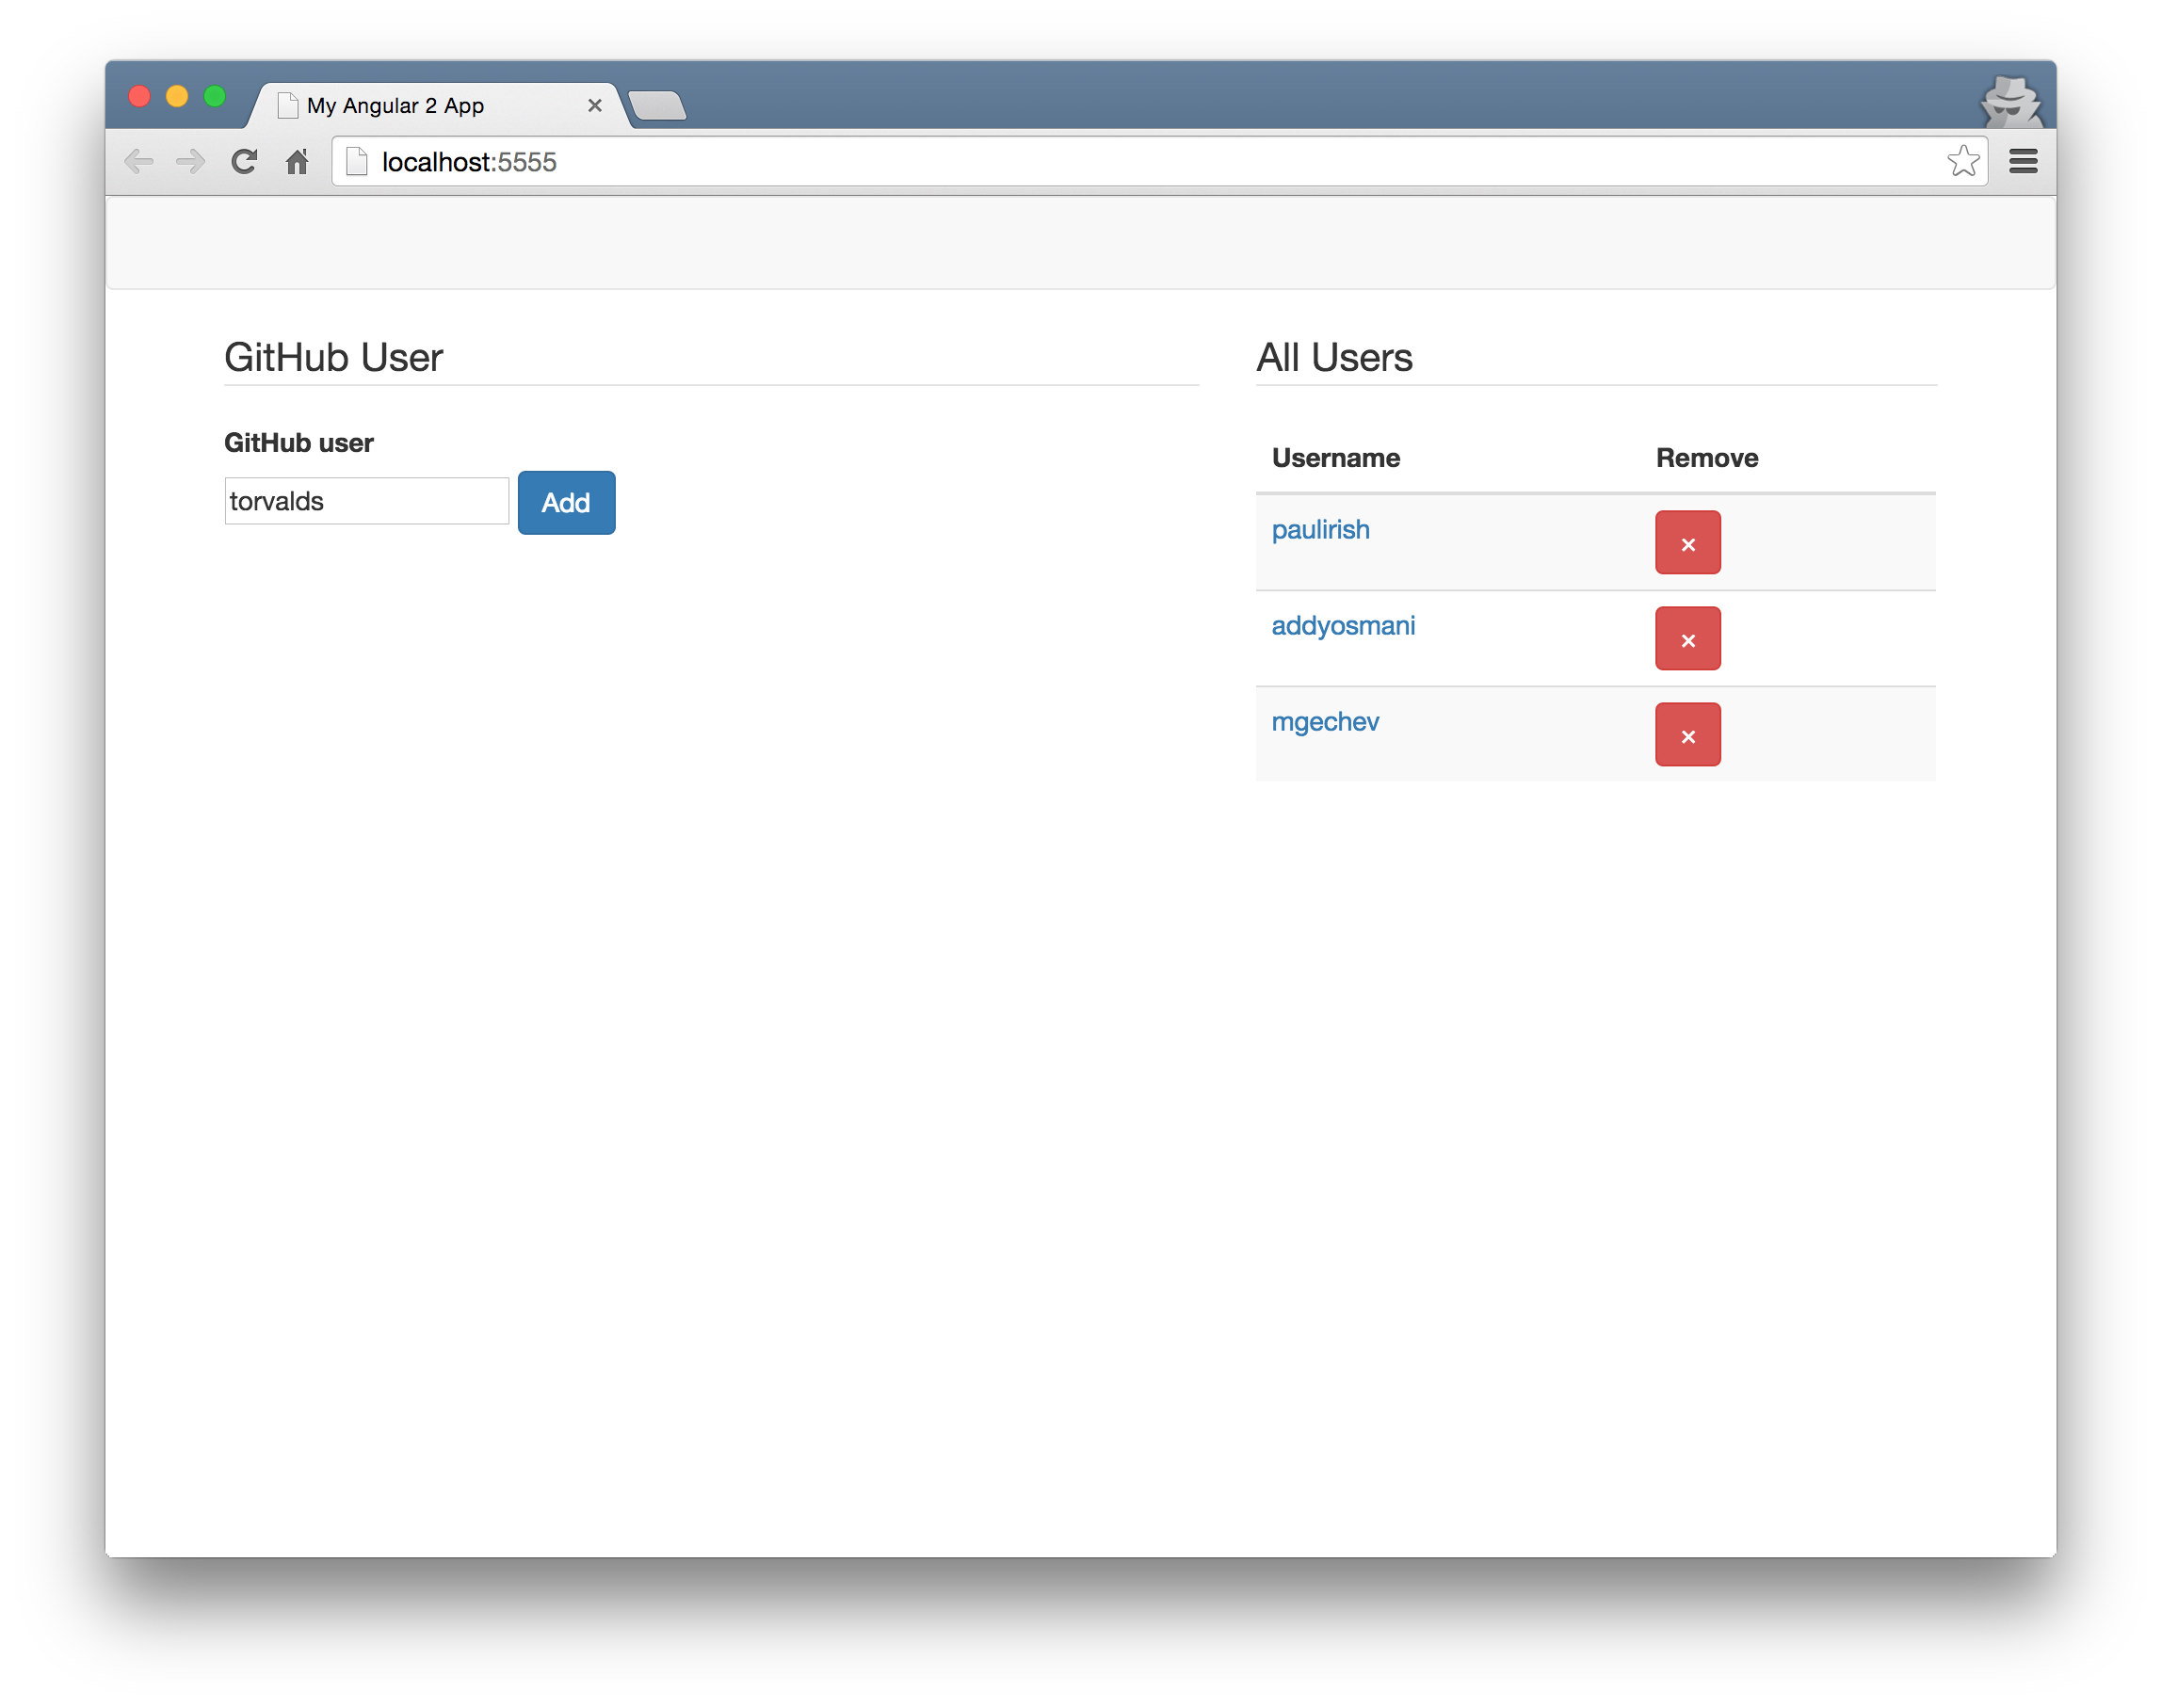 My Angular 2 App
localhost:5555
GitHub User
GitHub user
torvalds
Add
All Users
Username Remove
paulirish ×
addyosmani ×
mgechev ×